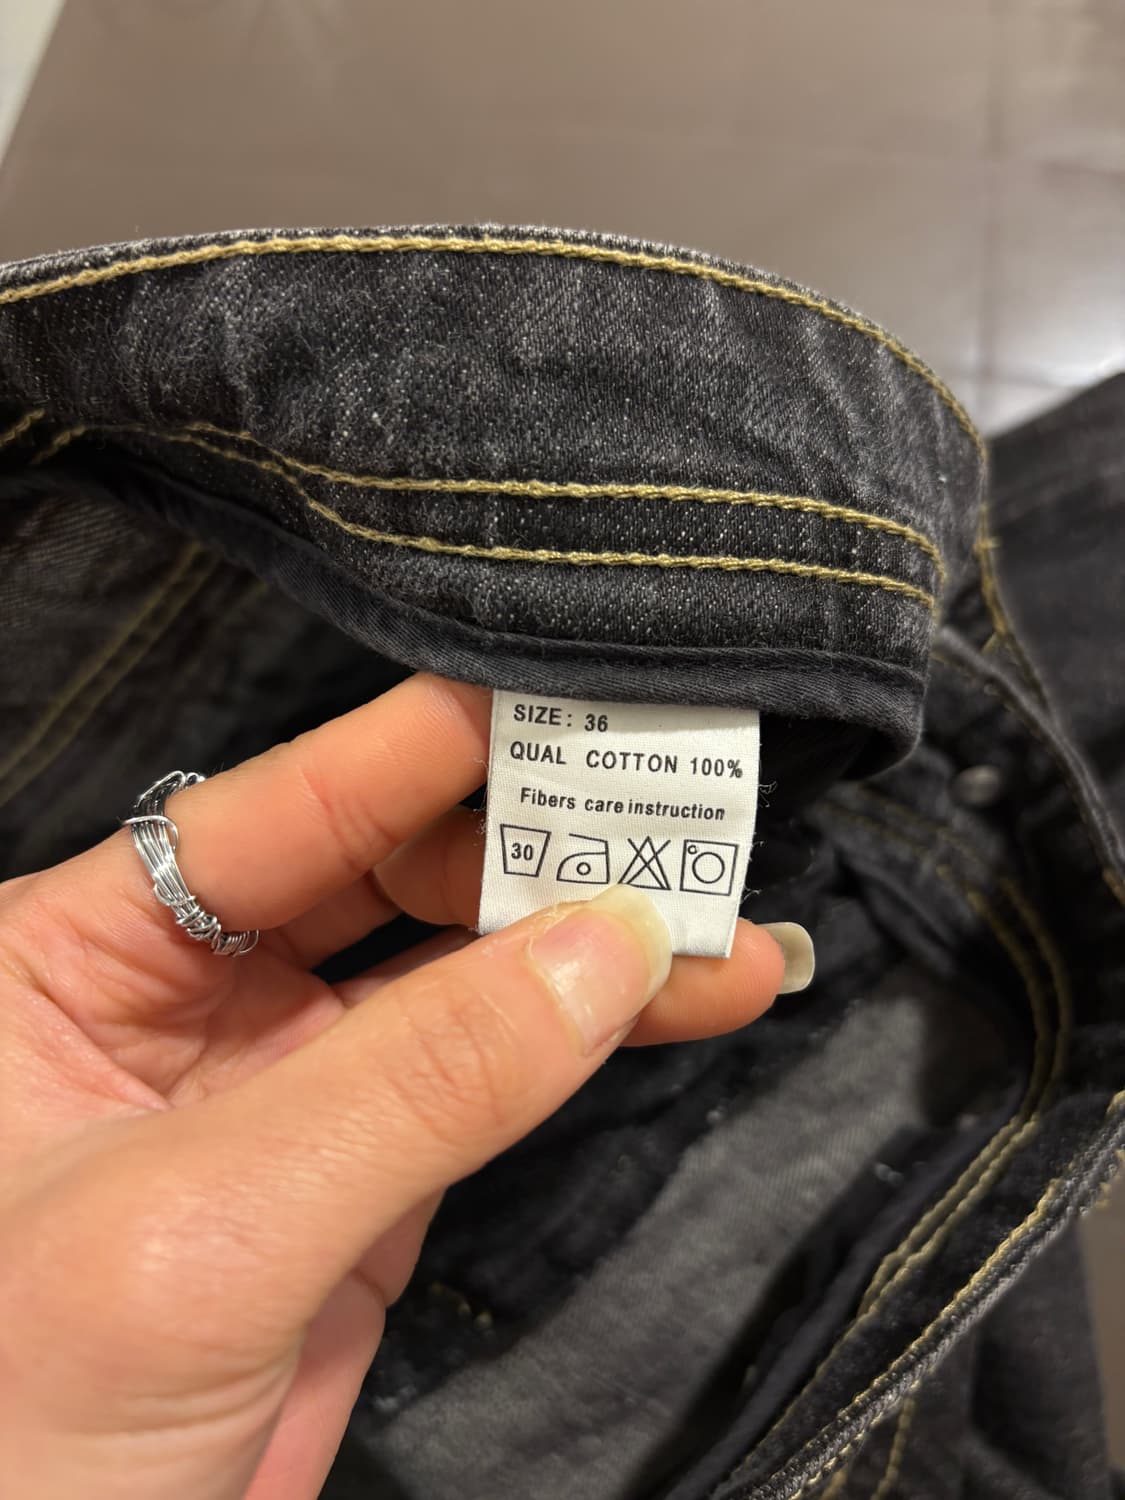 SIZE: 36
QUAL COTTON 100%
Fibers care instruction
30